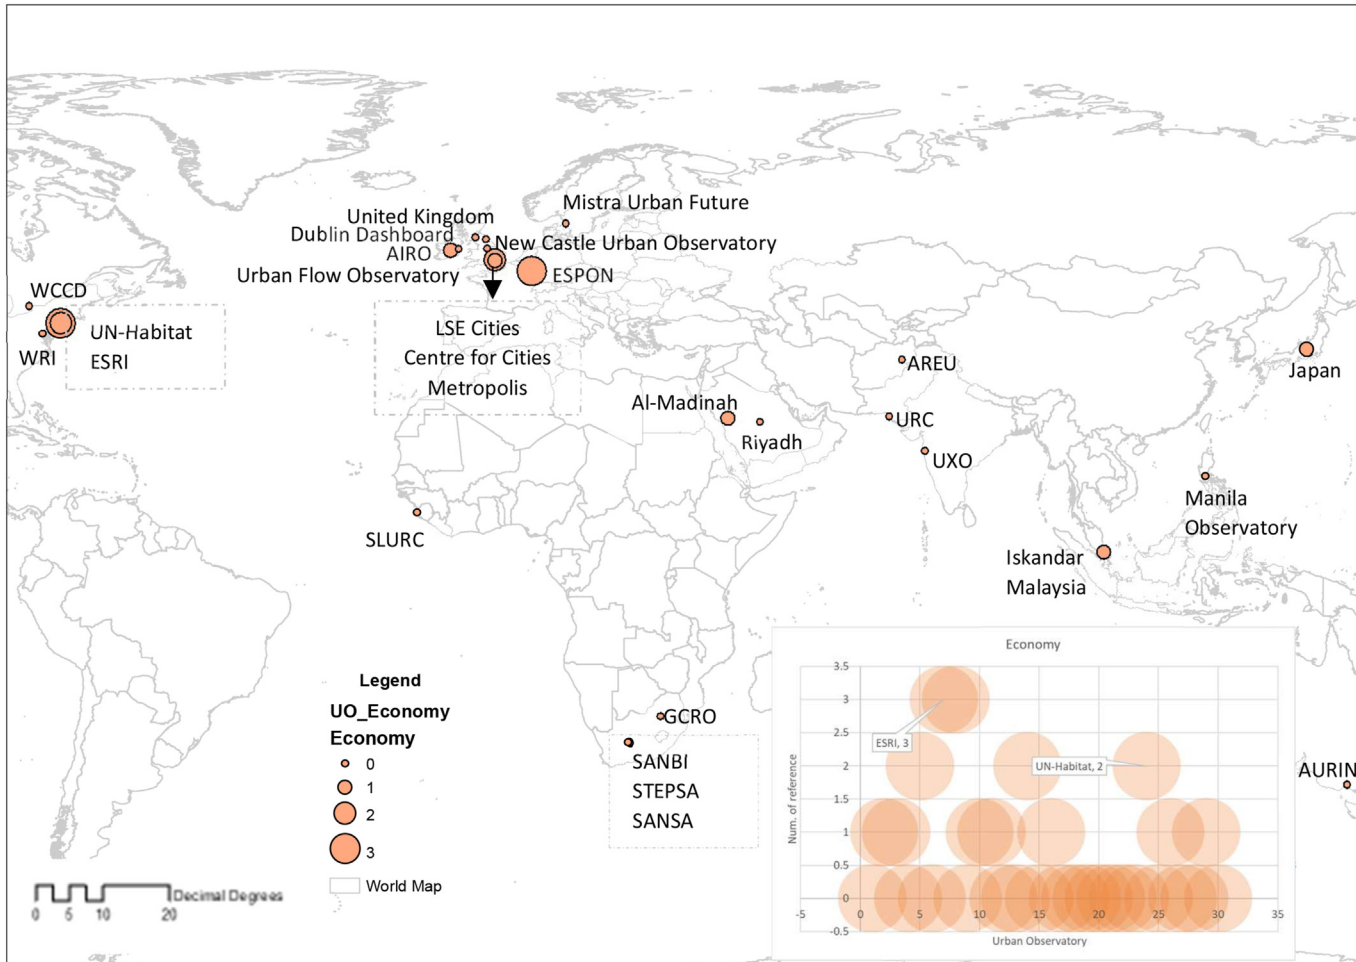 Mistra Urban Future
United Kingdom
Dublin Dashboard
New Castle Urban Observatory
AIRO
Urban Flow Observatory
ESPON
WCCD
UN-Habitat
ESRI
WRI
LSE Cities
Centre for Cities
Metropolis
AREU
Japan
Al-Madinah
URC
Riyadh
UXO
Manila
Observatory
SLURC
Iskandar
Malaysia
GCRO
SANBI
STEPSA
SANSA
AURIN
Legend
UO_Economy
Economy
0
1
2
3
World Map
Decimal Degrees
0 5 10 20
Economy
3.5
3
2.5
2
1.5
1
0.5
0
-0.5
-5 0 5 10 15 20 25 30 35
Num. of reference
Urban Observatory
ESRI, 3
UN-Habitat, 2